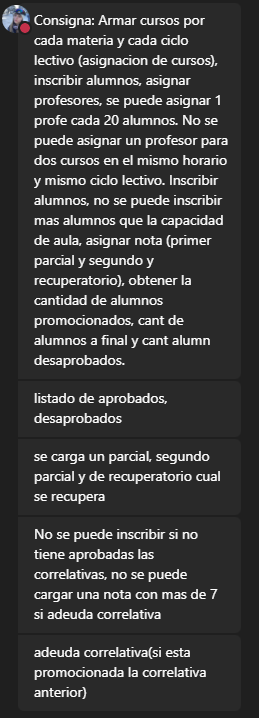 Consigna: Armar cursos por
cada materia y cada ciclo
lectivo (asignacion de cursos),
inscribir alumnos, asignar
profesores, se puede asignar 1
profe cada 20 alumnos. No se
puede asignar un profesor para
dos cursos en el mismo horario
y mismo ciclo lectivo. Inscribir
alumnos, no se puede inscribir
mas alumnos que la capacidad
de aula, asignar nota (primer
parcial y segundo y
recuperatorio), obtener la
cantidad de alumnos
promocionados, cant de
alumnos a final y cant alumn
desaprobados.
listado de aprobados,
desaprobados
se carga un parcial, segundo
parcial y de recuperatorio cual
se recupera
No se puede inscribir si no
tiene aprobadas las
correlativas, no se puede
cargar una nota con mas de 7
si adeuda correlativa
adeuda correlativa(si esta
promocionada la correlativa
anterior)